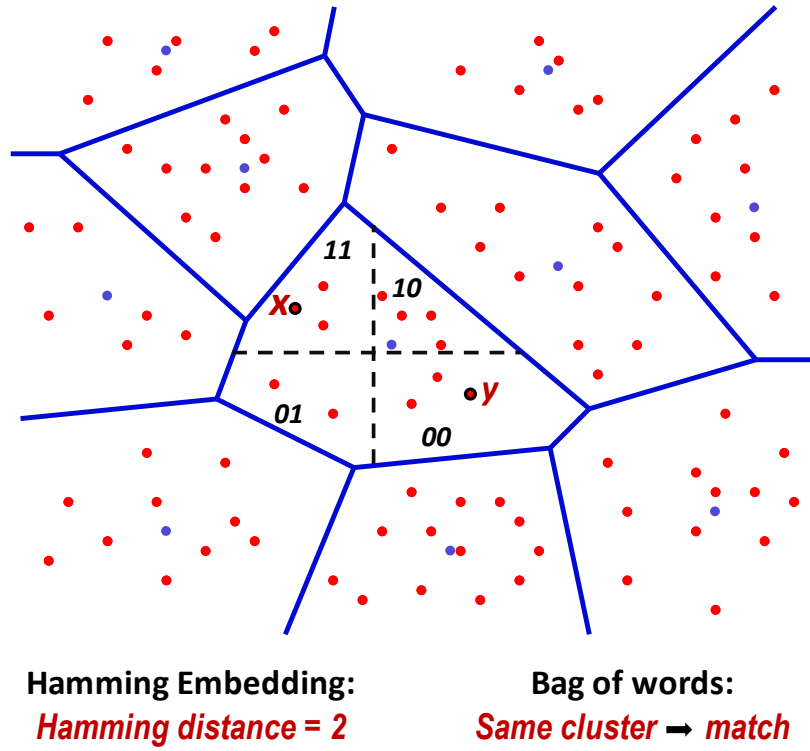 11
10
x
y
01
00
Hamming Embedding:
Hamming distance = 2
Bag of words:
Same cluster ➡ match